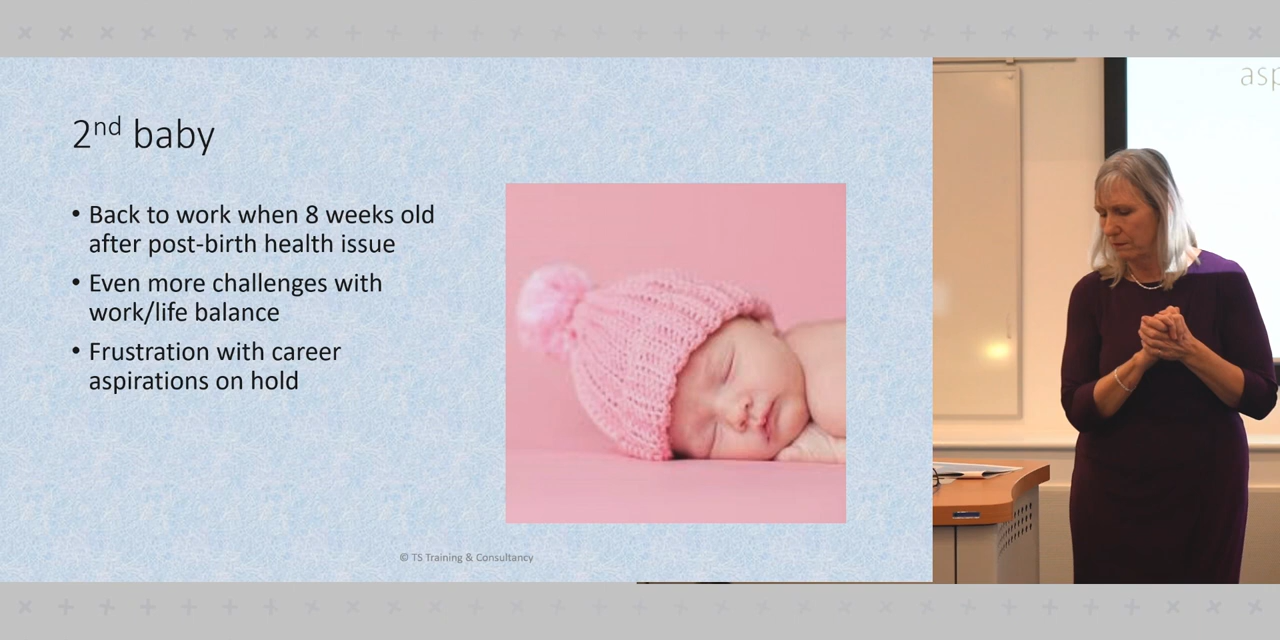 2nd baby
• Back to work when 8 weeks old
after post-birth health issue
• Even more challenges with
work/life balance
• Frustration with career
aspirations on hold
© TS Training & Consultancy
asp